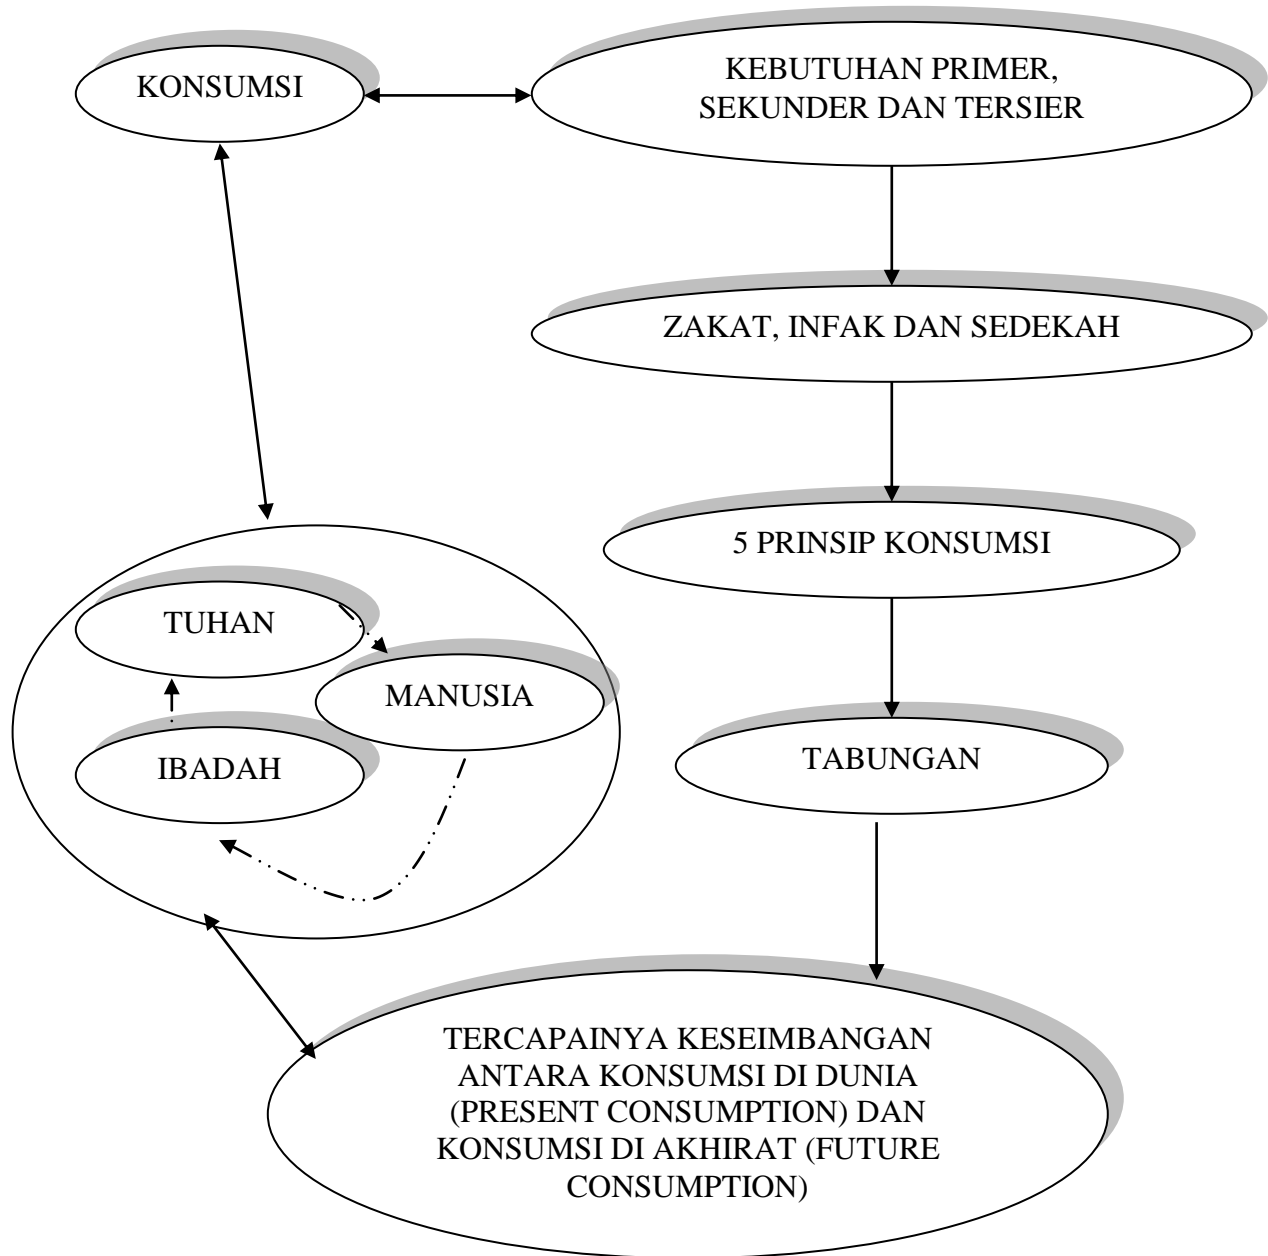 KONSUMSI
KEBUTUHAN PRIMER,
SEKUNDER DAN TERSIER
ZAKAT, INFAK DAN SEDEKAH
5 PRINSIP KONSUMSI
TUHAN
MANUSIA
IBADAH
TABUNGAN
TERCAPAINYA KESEIMBANGAN
ANTARA KONSUMSI DI DUNIA
(PRESENT CONSUMPTION) DAN
KONSUMSI DI AKHIRAT (FUTURE
CONSUMPTION)